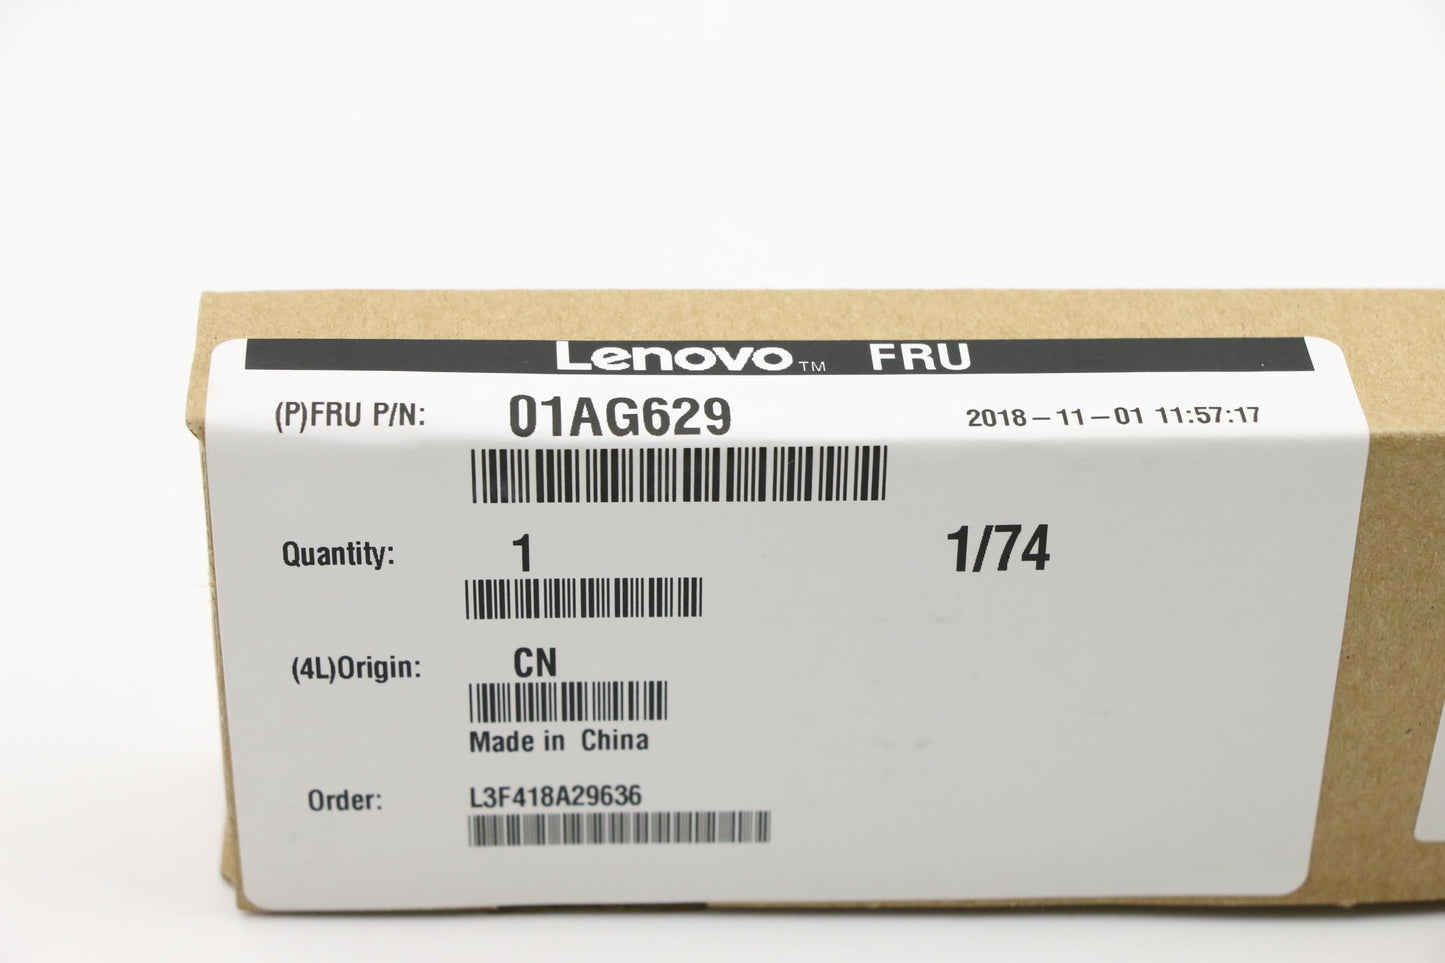 Lenovo™ FRU
(P)FRU P/N: 01AG629 2018-11-01 11:57:17
Quantity: 1 1/74
(4L)Origin: CN
Made in China
Order: L3F418A29636